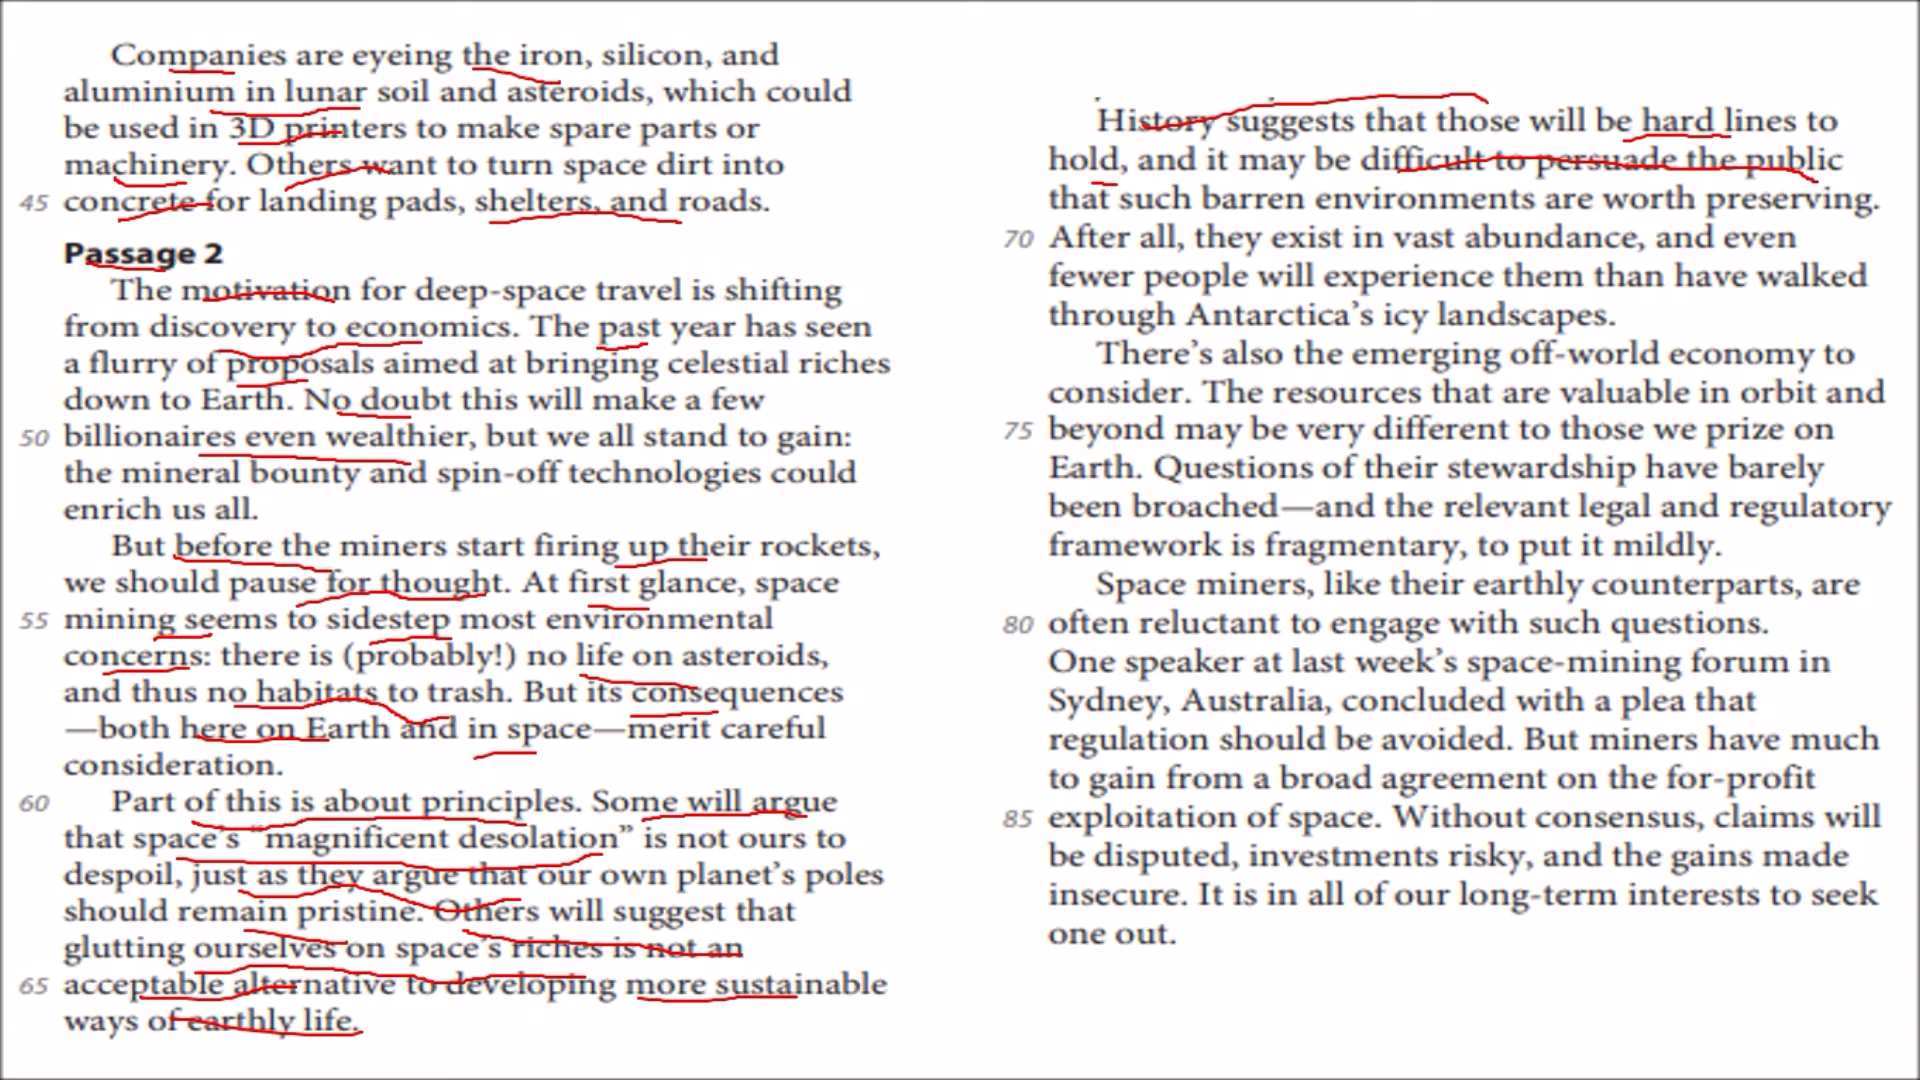 Companies are eyeing the iron, silicon, and
aluminium in lunar soil and asteroids, which could
be used in 3D printers to make spare parts or
machinery. Others want to turn space dirt into
45 concrete for landing pads, shelters, and roads.
Passage 2
The motivation for deep-space travel is shifting
from discovery to economics. The past year has seen
a flurry of proposals aimed at bringing celestial riches
down to Earth. No doubt this will make a few
50 billionaires even wealthier, but we all stand to gain:
the mineral bounty and spin-off technologies could
enrich us all.
But before the miners start firing up their rockets,
we should pause for thought. At first glance, space
55 mining seems to sidestep most environmental
concerns: there is (probably!) no life on asteroids,
and thus no habitats to trash. But its consequences
—both here on Earth and in space—merit careful
consideration.
60 Part of this is about principles. Some will argue
that space's “magnificent desolation” is not ours to
despoil, just as they argue that our own planet's poles
should remain pristine. Others will suggest that
glutting ourselves on space's riches is not an
65 acceptable alternative to developing more sustainable
ways of earthly life.
History suggests that those will be hard lines to
hold, and it may be difficult to persuade the public
that such barren environments are worth preserving.
70 After all, they exist in vast abundance, and even
fewer people will experience them than have walked
through Antarctica's icy landscapes.
There's also the emerging off-world economy to
consider. The resources that are valuable in orbit and
75 beyond may be very different to those we prize on
Earth. Questions of their stewardship have barely
been broached—and the relevant legal and regulatory
framework is fragmentary, to put it mildly.
Space miners, like their earthly counterparts, are
80 often reluctant to engage with such questions.
One speaker at last week's space-mining forum in
Sydney, Australia, concluded with a plea that
regulation should be avoided. But miners have much
to gain from a broad agreement on the for-profit
85 exploitation of space. Without consensus, claims will
be disputed, investments risky, and the gains made
insecure. It is in all of our long-term interests to seek
one out.